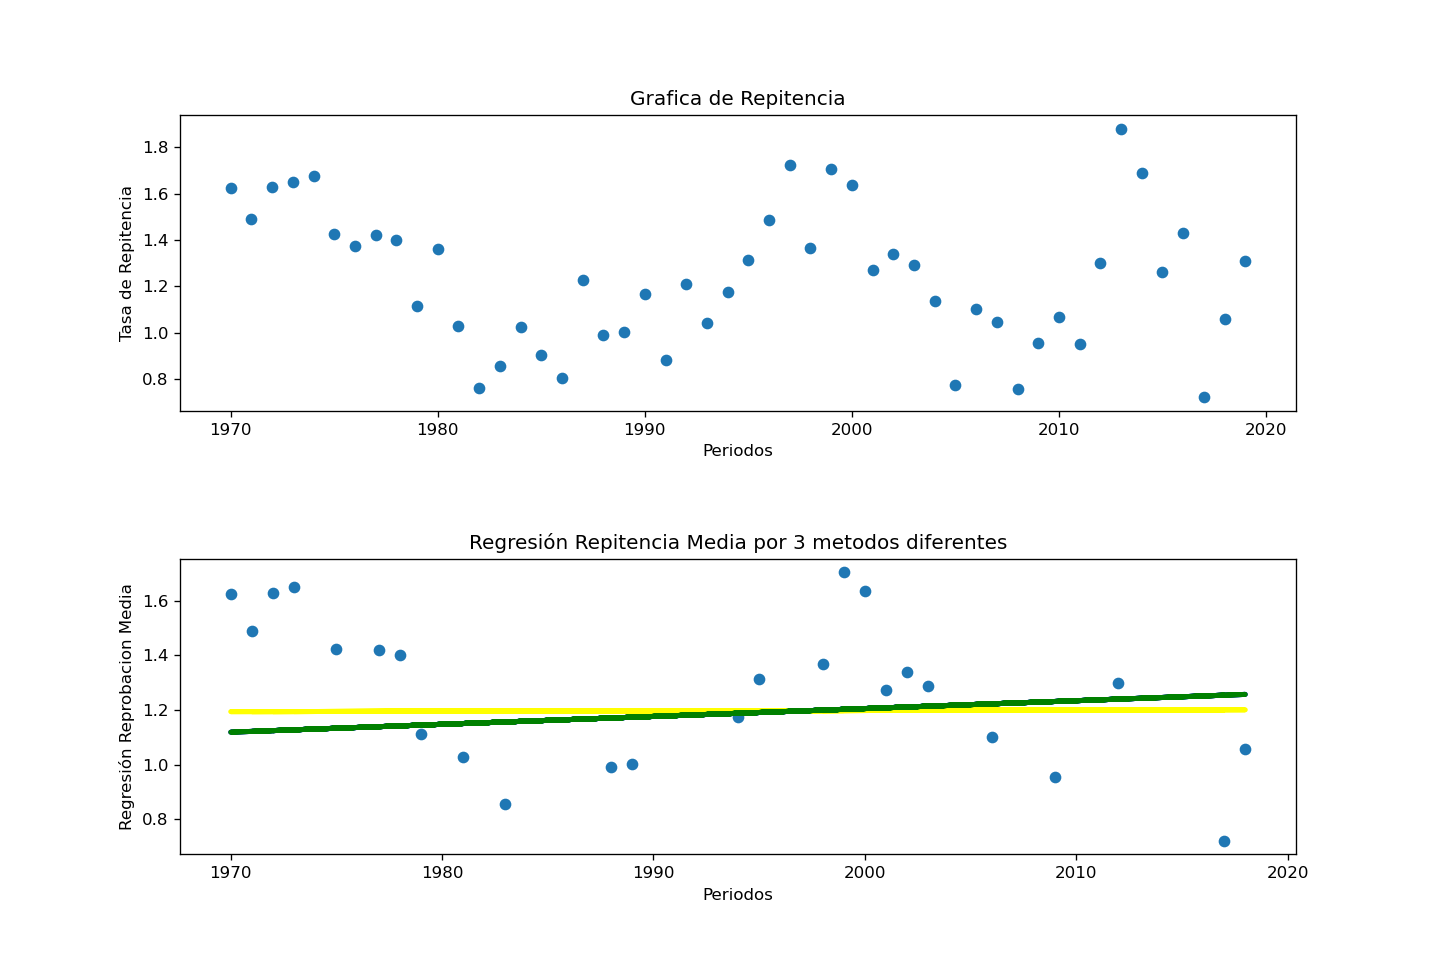 Grafica de Repitencia
Tasa de Repitencia
1.8
1.6
1.4
1.2
1.0
0.8
1970 1980 1990 2000 2010 2020
Periodos
Regresión Repitencia Media por 3 metodos diferentes
Regresión Reprobacion Media
1.6
1.4
1.2
1.0
0.8
1970 1980 1990 2000 2010 2020
Periodos